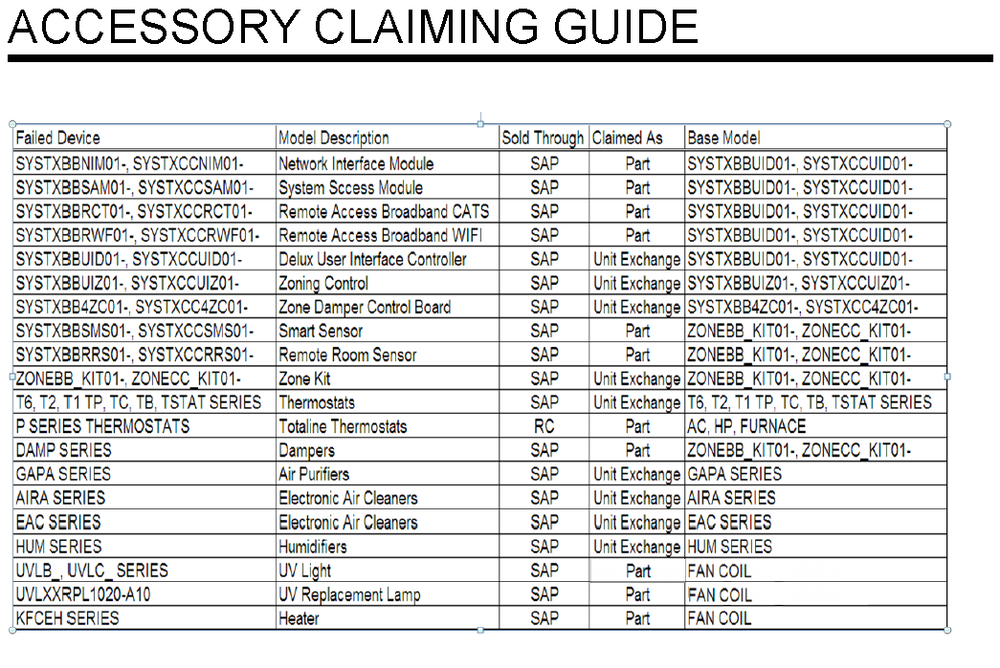 ACCESSORY CLAIMING GUIDE
Failed Device Model Description Sold Through Claimed As Base Model
SYSTXBBNIM01-, SYSTXCCNIM01- Network Interface Module SAP Part SYSTXBBUID01-, SYSTXCCUID01-
SYSTXBBSAM01-, SYSTXCCSAM01- System Sccess Module SAP Part SYSTXBBUID01-, SYSTXCCUID01-
SYSTXBBRCT01-, SYSTXCCRCT01- Remote Access Broadband CAT5 SAP Part SYSTXBBUID01-, SYSTXCCUID01-
SYSTXBBRWF01-, SYSTXCCRWF01- Remote Access Broadband WIFI SAP Part SYSTXBBUID01-, SYSTXCCUID01-
SYSTXBBUID01-, SYSTXCCUID01- Delux User Interface Controller SAP Unit Exchange SYSTXBBUID01-, SYSTXCCUID01-
SYSTXBBUIZ01-, SYSTXCCUIZ01- Zoning Control SAP Unit Exchange SYSTXBBUIZ01-, SYSTXCCUIZ01-
SYSTXBB4ZC01-, SYSTXCC4ZC01- Zone Damper Control Board SAP Unit Exchange SYSTXBB4ZC01-, SYSTXCC4ZC01-
SYSTXBBSMS01-, SYSTXCCSMS01- Smart Sensor SAP Part ZONEBB_KIT01-, ZONECC_KIT01-
SYSTXBBRRS01-, SYSTXCCRRS01- Remote Room Sensor SAP Part ZONEBB_KIT01-, ZONECC_KIT01-
ZONEBB_KIT01-, ZONECC_KIT01- Zone Kit SAP Unit Exchange ZONEBB_KIT01-, ZONECC_KIT01-
T6, T2, T1 TP, TC, TB, TSTAT SERIES Thermostats SAP Unit Exchange T6, T2, T1 TP, TC, TB, TSTAT SERIES
P SERIES THERMOSTATS Totaline Thermostats RC Part AC, HP, FURNACE
DAMP SERIES Dampers SAP Part ZONEBB_KIT01-, ZONECC_KIT01-
GAPA SERIES Air Purifiers SAP Unit Exchange GAPA SERIES
AIRA SERIES Electronic Air Cleaners SAP Unit Exchange AIRA SERIES
EAC SERIES Electronic Air Cleaners SAP Unit Exchange EAC SERIES
HUM SERIES Humidifiers SAP Unit Exchange HUM SERIES
UVLB_, UVLC_ SERIES UV Light SAP Part FAN COIL
UVLXXRPL1020-A10 UV Replacement Lamp SAP Part FAN COIL
KFCEH SERIES Heater SAP Part FAN COIL